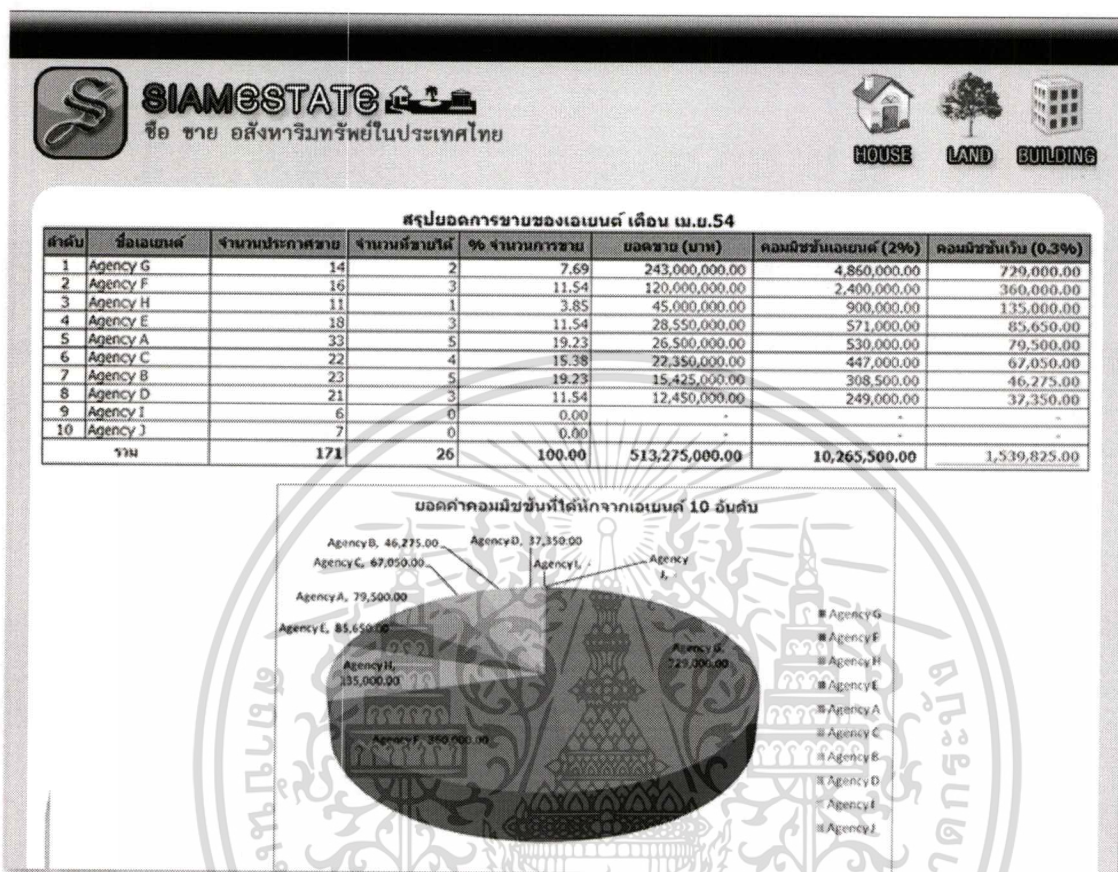 SIAMESTATE
ซื้อ ขาย อสังหาริมทรัพย์ในประเทศไทย
HOUSE LAND BUILDING
สรุปยอดการขายของเอเยนต์ เดือน เม.ย.54
ลำดับ ชื่อเอเยนต์ จำนวนประกาศขาย จำนวนที่ขายได้ % จำนวนการขาย ยอดขาย (บาท) คอมมิชชันเอเยนต์ (2%) คอมมิชชันเว็บ (0.3%)
1 Agency G 14 2 7.69 243,000,000.00 4,860,000.00 729,000.00
2 Agency F 16 3 11.54 120,000,000.00 2,400,000.00 360,000.00
3 Agency H 11 1 3.85 45,000,000.00 900,000.00 135,000.00
4 Agency E 18 3 11.54 28,550,000.00 571,000.00 85,650.00
5 Agency A 33 5 19.23 26,500,000.00 530,000.00 79,500.00
6 Agency C 22 4 15.38 22,350,000.00 447,000.00 67,050.00
7 Agency B 23 5 19.23 15,425,000.00 308,500.00 46,275.00
8 Agency D 21 3 11.54 12,450,000.00 249,000.00 37,350.00
9 Agency I 6 0 0.00 - - -
10 Agency J 7 0 0.00 - - -
รวม 171 26 100.00 513,275,000.00 10,265,500.00 1,539,825.00
ยอดค่าคอมมิชชั่นที่ได้หักจากเอเยนต์ 10 อันดับ
Agency B, 46,275.00
Agency D, 37,350.00
Agency C, 67,050.00
Agency I, -
Agency
J, -
Agency A, 79,500.00
Agency E, 85,650.00
Agency H,
135,000.00
Agency G,
729,000.00
Agency F, 360,000.00
Agency G
Agency F
Agency H
Agency E
Agency A
Agency C
Agency B
Agency D
Agency I
Agency J